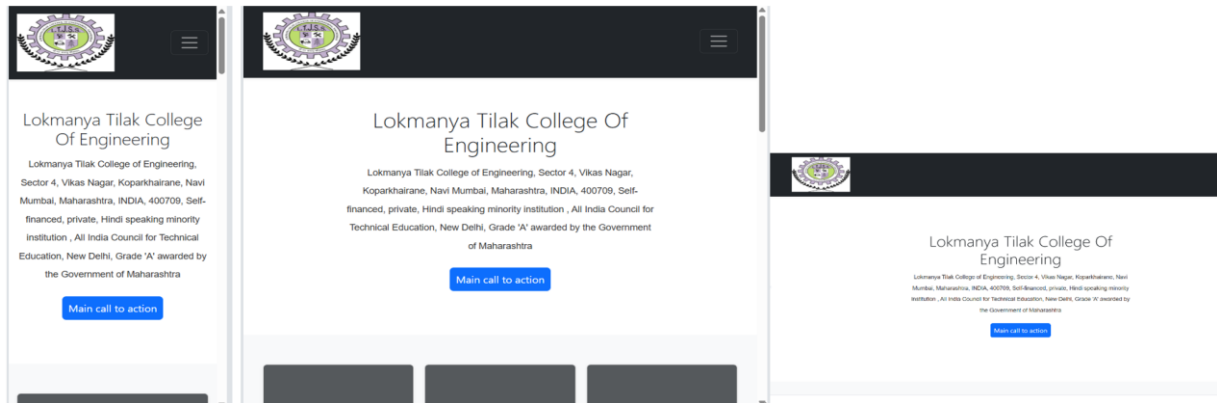 Lokmanya Tilak College
Of Engineering
Lokmanya Tilak College of Engineering,
Sector 4, Vikas Nagar, Koparkhairane, Navi
Mumbai, Maharashtra, INDIA, 400709, Self-
financed, private, Hindi speaking minority
institution , All India Council for Technical
Education, New Delhi, Grade 'A' awarded by
the Government of Maharashtra
Main call to action
Lokmanya Tilak College Of
Engineering
Lokmanya Tilak College of Engineering, Sector 4, Vikas Nagar,
Koparkhairane, Navi Mumbai, Maharashtra, INDIA, 400709, Self-
financed, private, Hindi speaking minority institution , All India Council for
Technical Education, New Delhi, Grade 'A' awarded by the Government
of Maharashtra
Main call to action
Lokmanya Tilak College Of
Engineering
Lokmanya Tilak College of Engineering, Sector 4, Vikas Nagar, Koparkhairane, Navi
Mumbai, Maharashtra, INDIA, 400709, Self-financed, private, Hindi speaking minority
institution , All India Council for Technical Education, New Delhi, Grade 'A' awarded by
the Government of Maharashtra
Main call to action